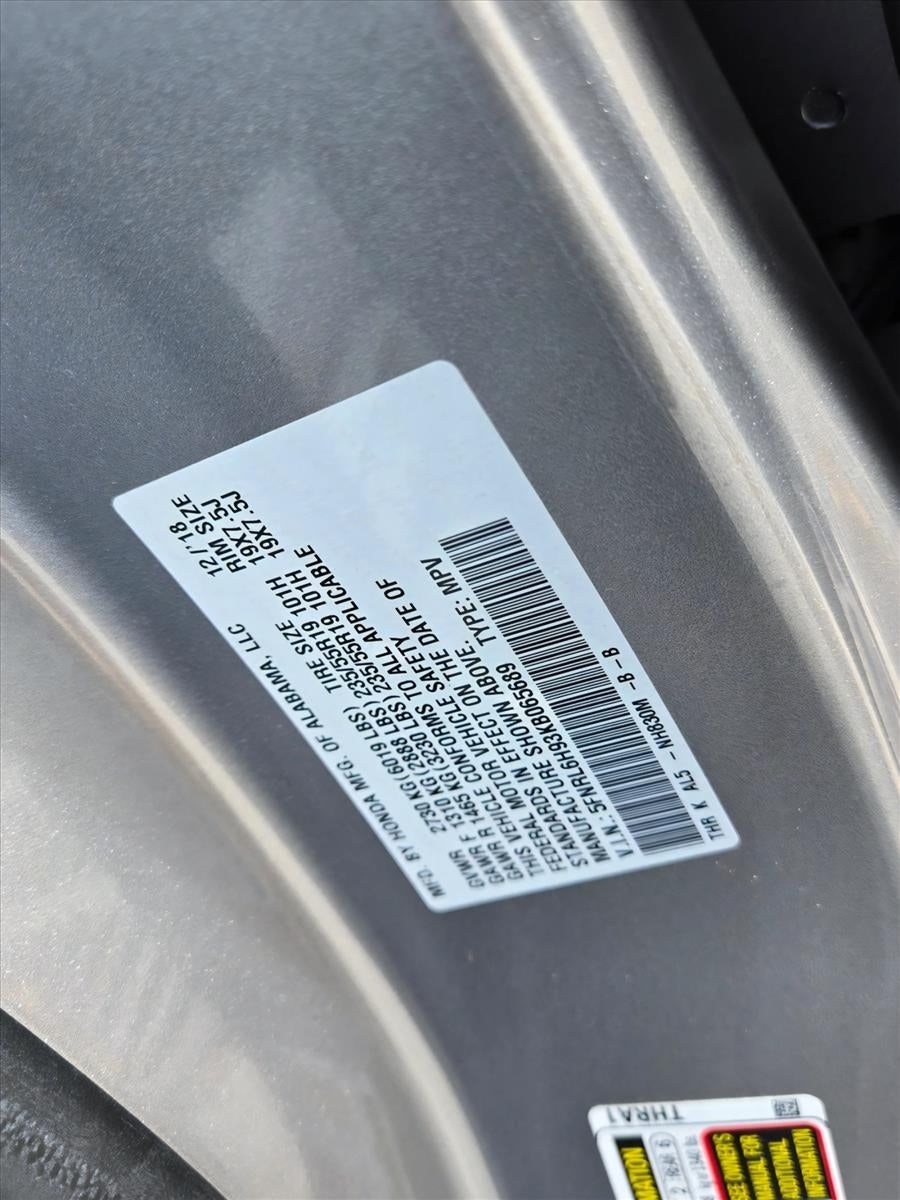 MFD. BY HONDA MFG. OF ALABAMA, LLC 12/'18
GVWR 2730 KG(6019 LBS) TIRE SIZE RIM SIZE
GAWR F 1310 KG(2888 LBS) 235/55R19 101H 19X7.5J
GAWR R 1465 KG(3230 LBS) 235/55R19 101H 19X7.5J
THIS VEHICLE CONFORMS TO ALL APPLICABLE
FEDERAL MOTOR VEHICLE SAFETY
STANDARDS IN EFFECT ON THE DATE OF
MANUFACTURE SHOWN ABOVE.
V.I.N.: 5FNRL6H93KB065689 TYPE. MPV
THR K AL5 - NH830M -B-B
THRA1